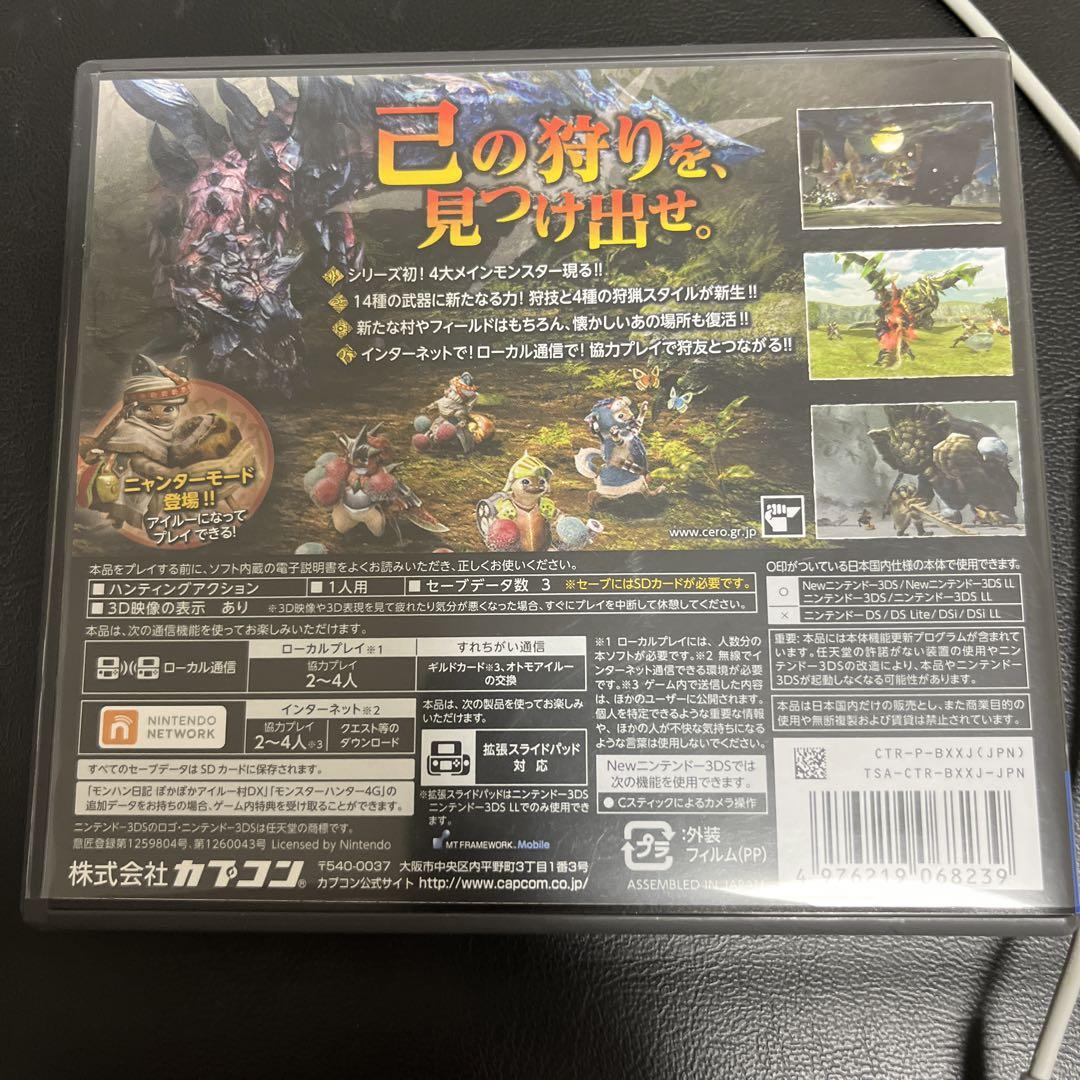 己の狩りを、
見つけ出せ。
シリーズ初!4大メインモンスター現る!!
14種の武器に新たなる力!狩技と4種の狩猟スタイルが新生!!
新たな村やフィールドはもちろん、懐かしいあの場所も復活!!
インターネットで!ローカル通信で!協力プレイで狩友とつながる!!
ニャンターモード
登場!!
アイルーになって
プレイできる!
www.cero.gr.jp
本品をプレイする前に、ソフト内蔵の電子説明書をよくお読みいただき、正しくお使いください。
■ハンティングアクション ■1人用 ■セーブデータ数 3 ※セーブにはSDカードが必要です。
■3D映像の表示 あり ※3D映像や3D表現を見て疲れたり気分が悪くなった場合、すぐにプレイを中断して休憩してください。
本品は、次の通信機能を使ってお楽しみいただけます。
ローカル通信
ローカルプレイ※1
協力プレイ
2~4人
すれちがい通信
ギルドカード※3、オトモアイルー
の交換
NINTENDO
NETWORK
インターネット※2
協力プレイ
2~4人※3
クエスト等の
ダウンロード
すべてのセーブデータはSDカードに保存されます。
「モンハン日記 ぽかぽかアイルー村DX」「モンスターハンター4G」の
追加データをお持ちの場合、ゲーム内特典を受け取ることができます。
本品は、次の製品を使ってお楽しみ
いただけます。
拡張スライドパッド
対応
※拡張スライドパッドはニンテンドー3DS
ニンテンドー3DS LLでのみ使用でき
ます。
MT FRAMEWORK Mobile
※1 ローカルプレイには、人数分の
本ソフトが必要です。※2 無線でイ
ンターネット通信できる環境が必要
です。※3 ゲーム内で送信した内容
は、ほかのユーザーに公開されます。
個人を特定できるような重要な情報
や、ほかの人が不快な気持ちになる
ような言葉は使用しないでください。
Newニンテンドー3DSでは
次の機能を使用できます。
●Cスティックによるカメラ操作
プラ
:外装
フィルム(PP)
ASSEMBLED IN JAPAN
○印がついている日本国内仕様の本体で使用できます。
○ Newニンテンドー3DS/Newニンテンドー3DS LL
ニンテンドー3DS/ニンテンドー3DS LL
× ニンテンドーDS/DS Lite/DSi/DSi LL
重要:本品には本体機能更新プログラムが含まれて
います。任天堂の許諾がない装置の使用やニン
テンドー3DSの改造により、本品やニンテンドー
3DSが起動しなくなる可能性があります。
本品は日本国内だけの販売とし、また商業目的の
使用や無断複製および賃貸は禁止されています。
CTR-P-BXXJ(JPN)
TSA-CTR-BXXJ-JPN
4 976219 068239
ニンテンドー3DSのロゴ・ニンテンドー3DSは任天堂の商標です。
意匠登録第1259804号、第1260043号 Licensed by Nintendo
株式会社カプコン® 〒540-0037 大阪市中央区内平野町3丁目1番3号
カプコン公式サイト http://www.capcom.co.jp/